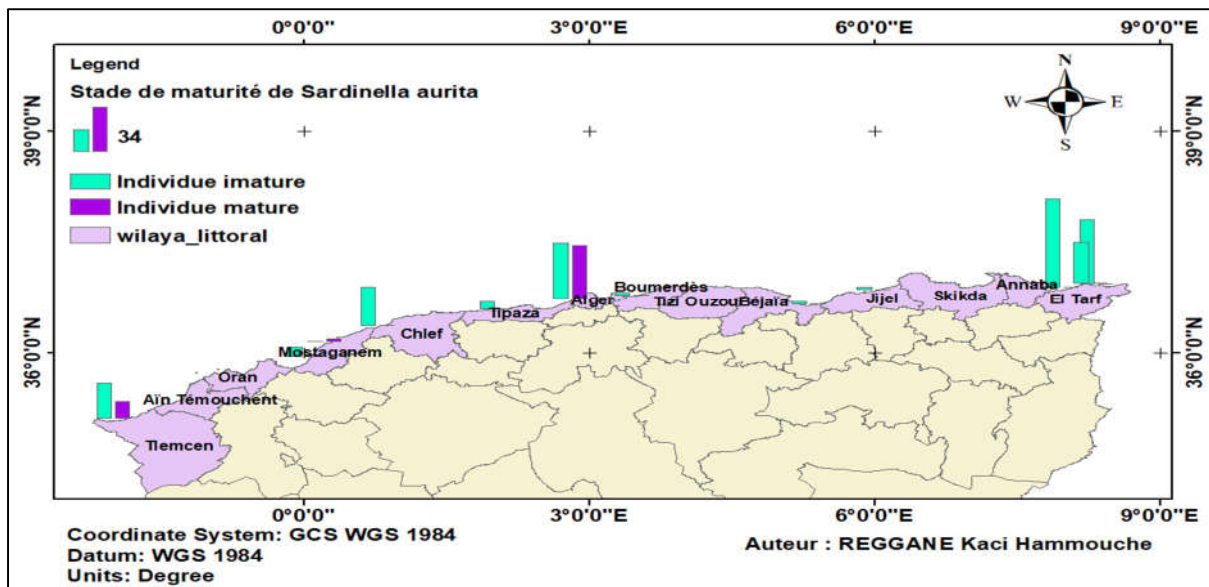 0°0'0" 3°0'0"E 6°0'0"E 9°0'0"E
Legend
Stade de maturité de Sardinella aurita
34
Individue imature
Individue mature
wilaya_littoral
N
W E
S
39°0'0"N 39°0'0"N
36°0'0"N 36°0'0"N
Tlemcen
Aïn Témouchent
Oran
Mostaganem
Chlef
Tipaza
Alger
Boumerdès
Tizi Ouzou
Béjaïa
Jijel
Skikda
Annaba
El Tarf
0°0'0" 3°0'0"E 6°0'0"E 9°0'0"E
Coordinate System: GCS WGS 1984
Datum: WGS 1984
Units: Degree
Auteur : REGGANE Kaci Hammouche